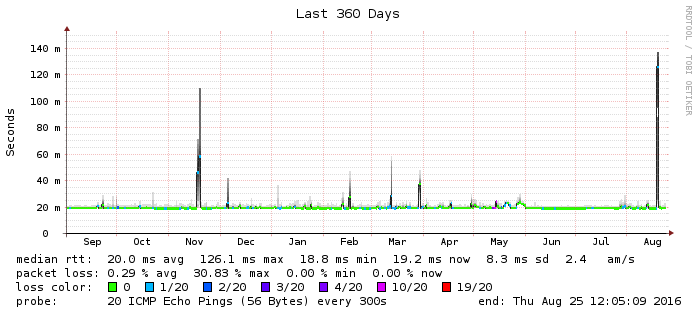 Last 360 Days
RRDTOOL / TOBI OETIKER
Seconds
140 m
120 m
100 m
80 m
60 m
40 m
20 m
0
Sep Oct Nov Dec Jan Feb Mar Apr May Jun Jul Aug
median rtt: 20.0 ms avg 126.1 ms max 18.8 ms min 19.2 ms now 8.3 ms sd 2.4 am/s
packet loss: 0.29 % avg 30.83 % max 0.00 % min 0.00 % now
loss color: 0 1/20 2/20 3/20 4/20 10/20 19/20
probe: 20 ICMP Echo Pings (56 Bytes) every 300s end: Thu Aug 25 12:05:09 2016